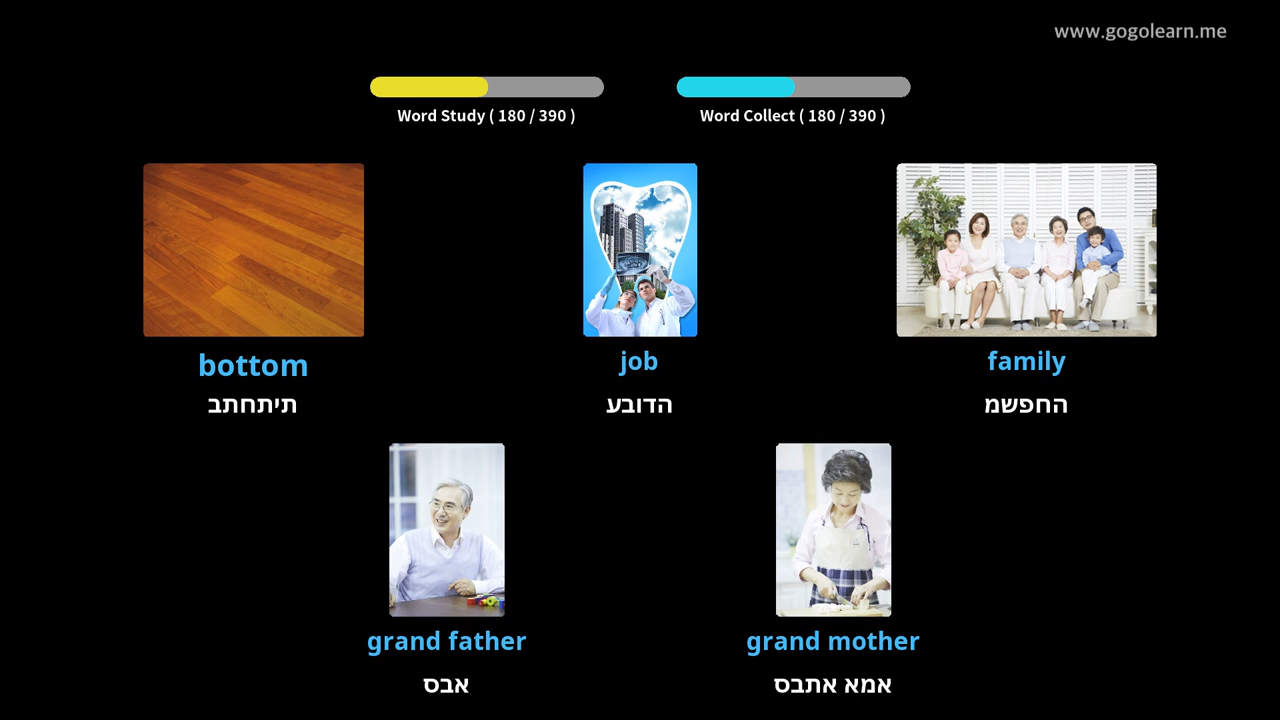 www.gogolearn.me
Word Study ( 180 / 390 )
Word Collect ( 180 / 390 )
bottom
תיתחתב
job
הדובע
family
החפשמ
grand father
אבס
grand mother
אמא אתבס